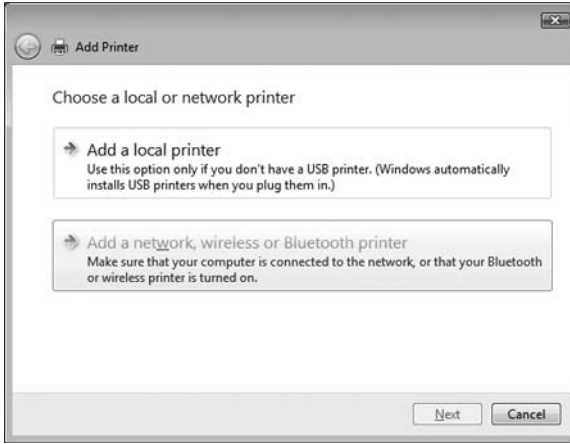 Add Printer
Choose a local or network printer
Add a local printer
Use this option only if you don't have a USB printer. (Windows automatically
installs USB printers when you plug them in.)
Add a network, wireless or Bluetooth printer
Make sure that your computer is connected to the network, or that your Bluetooth
or wireless printer is turned on.
Next Cancel